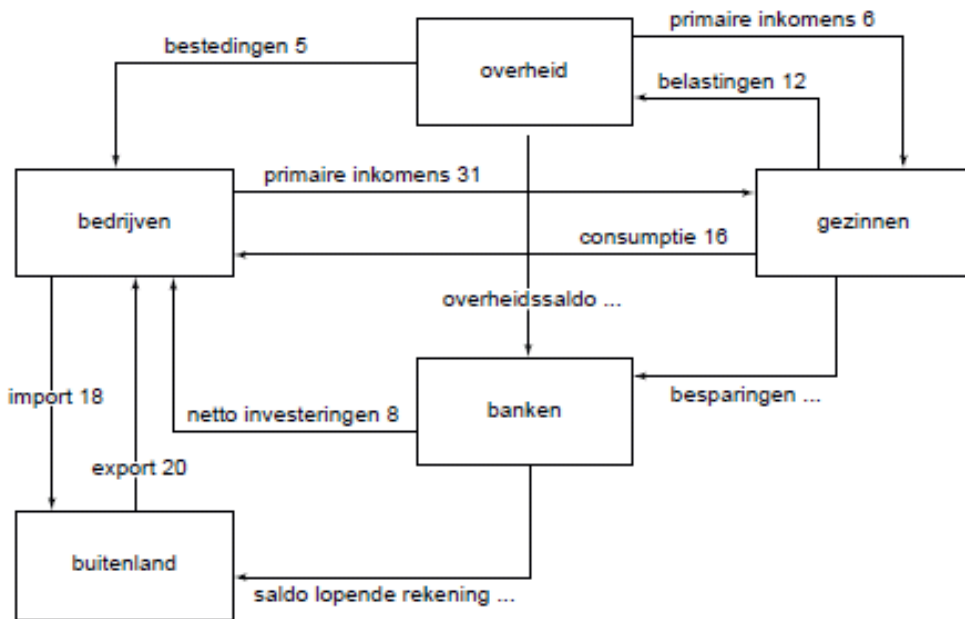 primaire inkomens 6
bestedingen 5
overheid
belastingen 12
primaire inkomens 31
bedrijven
gezinnen
consumptie 16
overheidssaldo ...
import 18
netto investeringen 8
banken
besparingen ...
export 20
buitenland
saldo lopende rekening ...